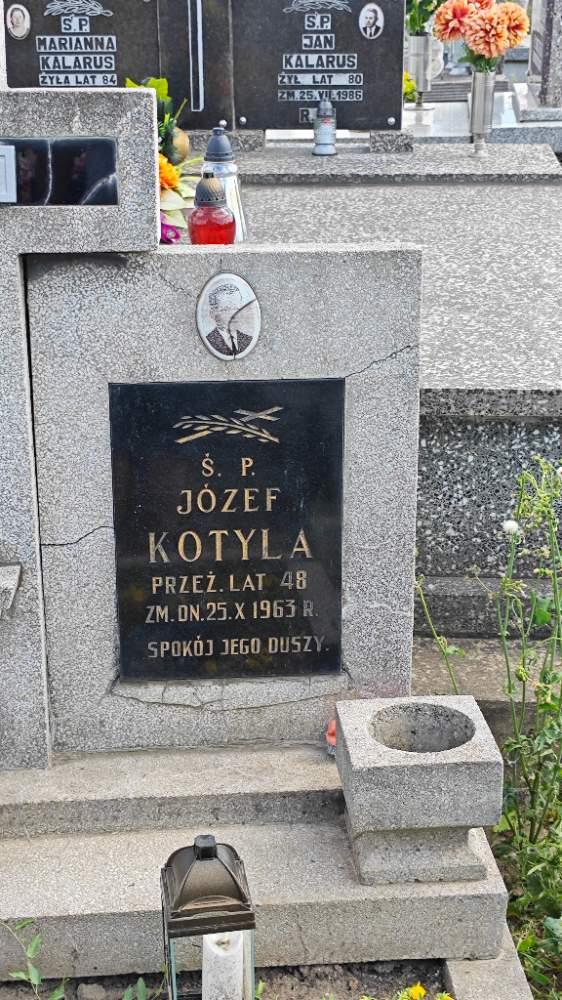 Ś.P.
MARIANNA
KALARUS
ŻYŁA LAT 84
Ś.P.
JAN
KALARUS
ŻYŁ LAT 80
ZM. 25.VII.1986
Ś. P.
JÓZEF
KOTYLA
PRZEŻ. LAT 48
ZM. DN. 25.X 1963 R.
SPOKÓJ JEGO DUSZY.